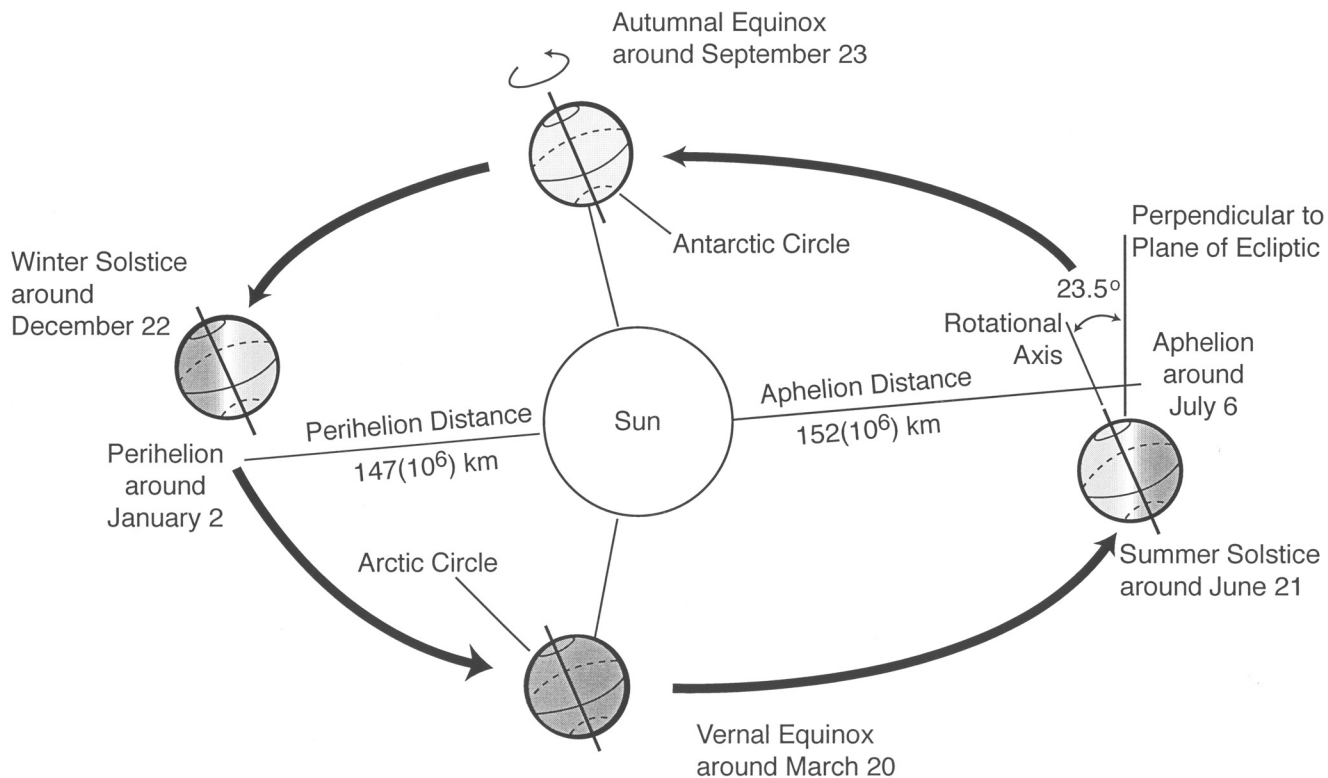 Autumnal Equinox
around September 23
Antarctic Circle
Perpendicular to
Plane of Ecliptic
23.5º
Rotational
Axis
Winter Solstice
around
December 22
Aphelion
around
July 6
Aphelion Distance
152(10⁶) km
Sun
Perihelion Distance
147(10⁶) km
Perihelion
around
January 2
Arctic Circle
Summer Solstice
around June 21
Vernal Equinox
around March 20